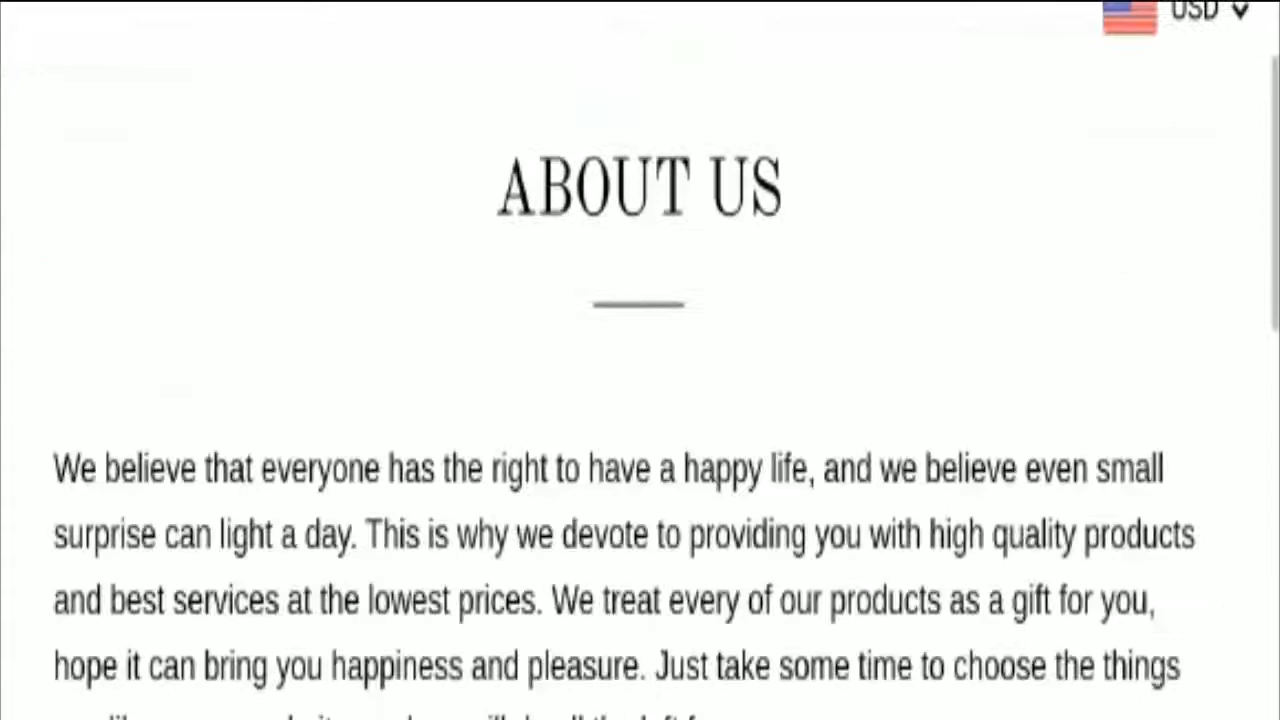 USD
ABOUT US
We believe that everyone has the right to have a happy life, and we believe even small
surprise can light a day. This is why we devote to providing you with high quality products
and best services at the lowest prices. We treat every of our products as a gift for you,
hope it can bring you happiness and pleasure. Just take some time to choose the things